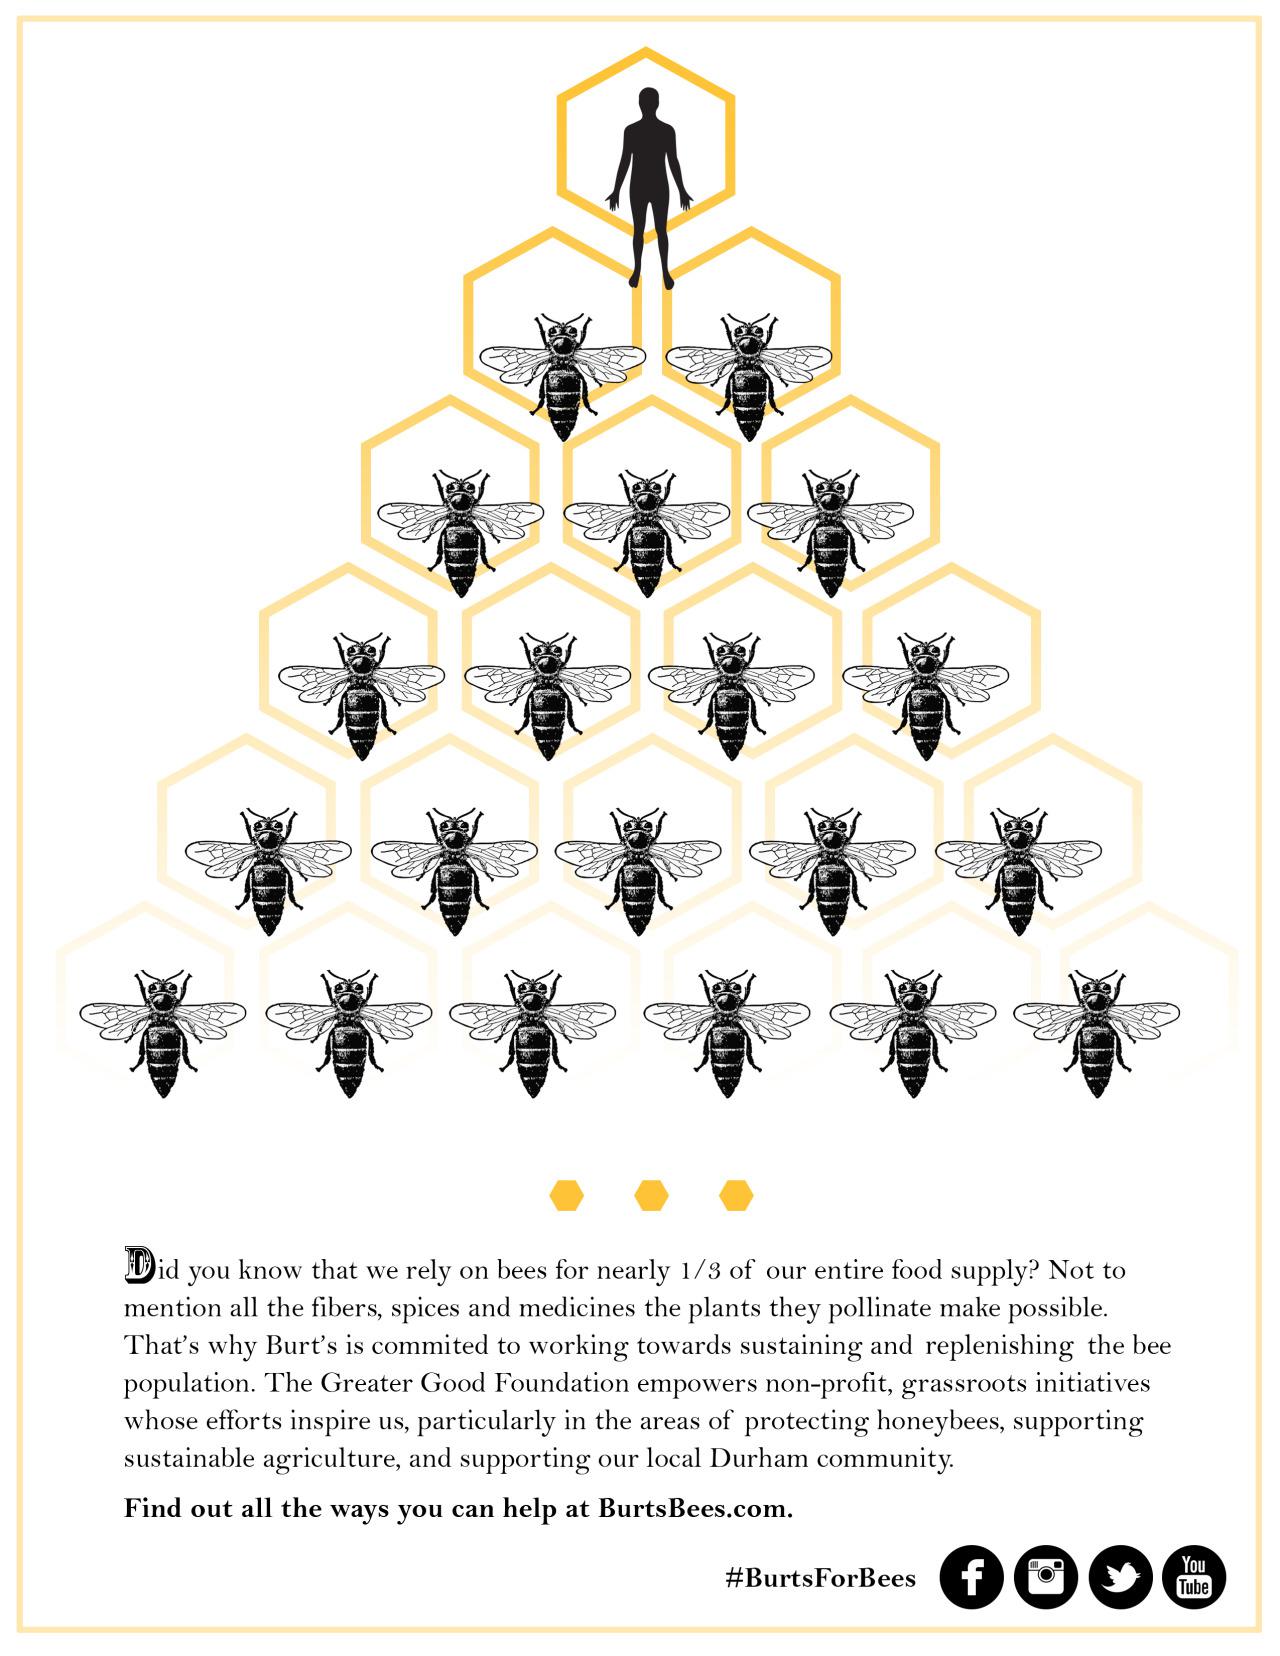 Did you know that we rely on bees for nearly 1/3 of our entire food supply? Not to
mention all the fibers, spices and medicines the plants they pollinate make possible.
That's why Burt's is commited to working towards sustaining and replenishing the bee
population. The Greater Good Foundation empowers non-profit, grassroots initiatives
whose efforts inspire us, particularly in the areas of protecting honeybees, supporting
sustainable agriculture, and supporting our local Durham community.
Find out all the ways you can help at BurtsBees.com.
#BurtsForBees
You
Tube